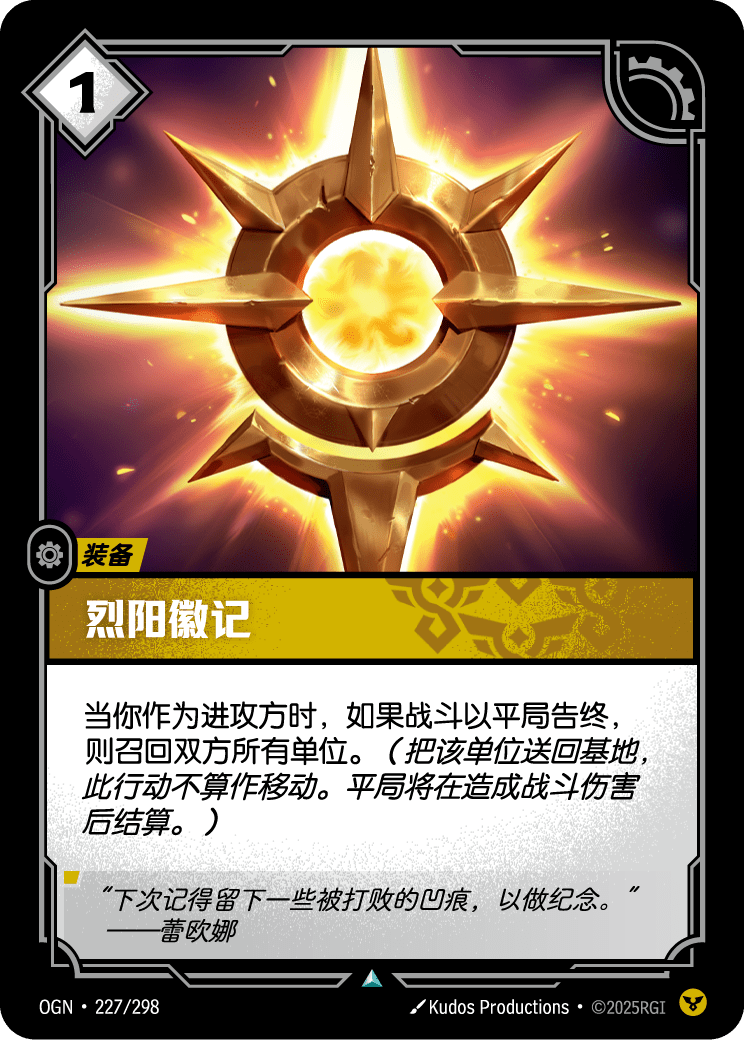 1
装备
烈阳徽记
当你作为进攻方时，如果战斗以平局告终，
则召回双方所有单位。（把该单位送回基地，
此行动不算作移动。平局将在造成战斗伤害
后结算。）
“下次记得留下一些被打败的凹痕，以做纪念。”
——蕾欧娜
OGN • 227/298
Kudos Productions • ©2025RGI